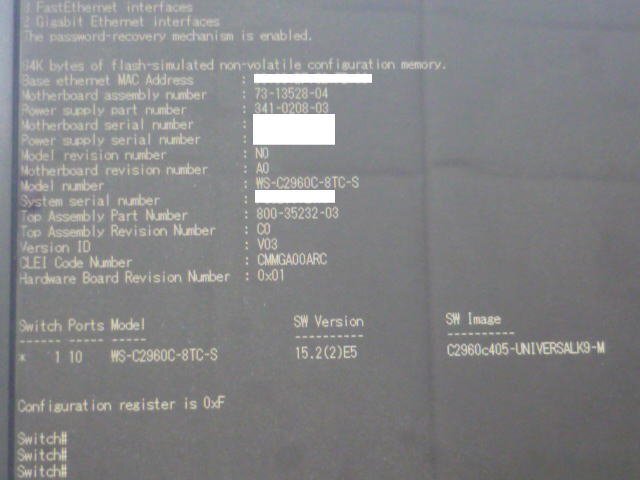 8 FastEthernet interfaces
2 Gigabit Ethernet interfaces
The password-recovery mechanism is enabled.
64K bytes of flash-simulated non-volatile configuration memory.
Base ethernet MAC Address :
Motherboard assembly number : 73-13528-04
Power supply part number : 341-0208-03
Motherboard serial number :
Power supply serial number :
Model revision number : N0
Motherboard revision number : A0
Model number : WS-C2960C-8TC-S
System serial number :
Top Assembly Part Number : 800-35232-03
Top Assembly Revision Number : C0
Version ID : V03
CLEI Code Number : CMMGA00ARC
Hardware Board Revision Number : 0x01
Switch Ports Model SW Version SW Image
------ ----- ----- ---------- ----------
* 1 10 WS-C2960C-8TC-S 15.2(2)E5 C2960c405-UNIVERSALK9-M
Configuration register is 0xF
Switch#
Switch#
Switch#